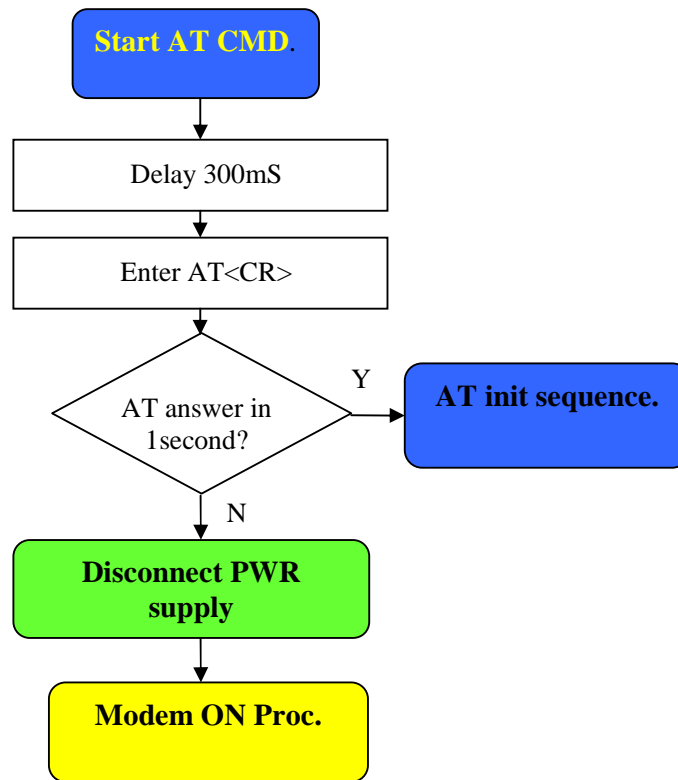 Start AT CMD.
Delay 300mS
Enter AT<CR>
AT answer in
1second?
Y
AT init sequence.
N
Disconnect PWR
supply
Modem ON Proc.